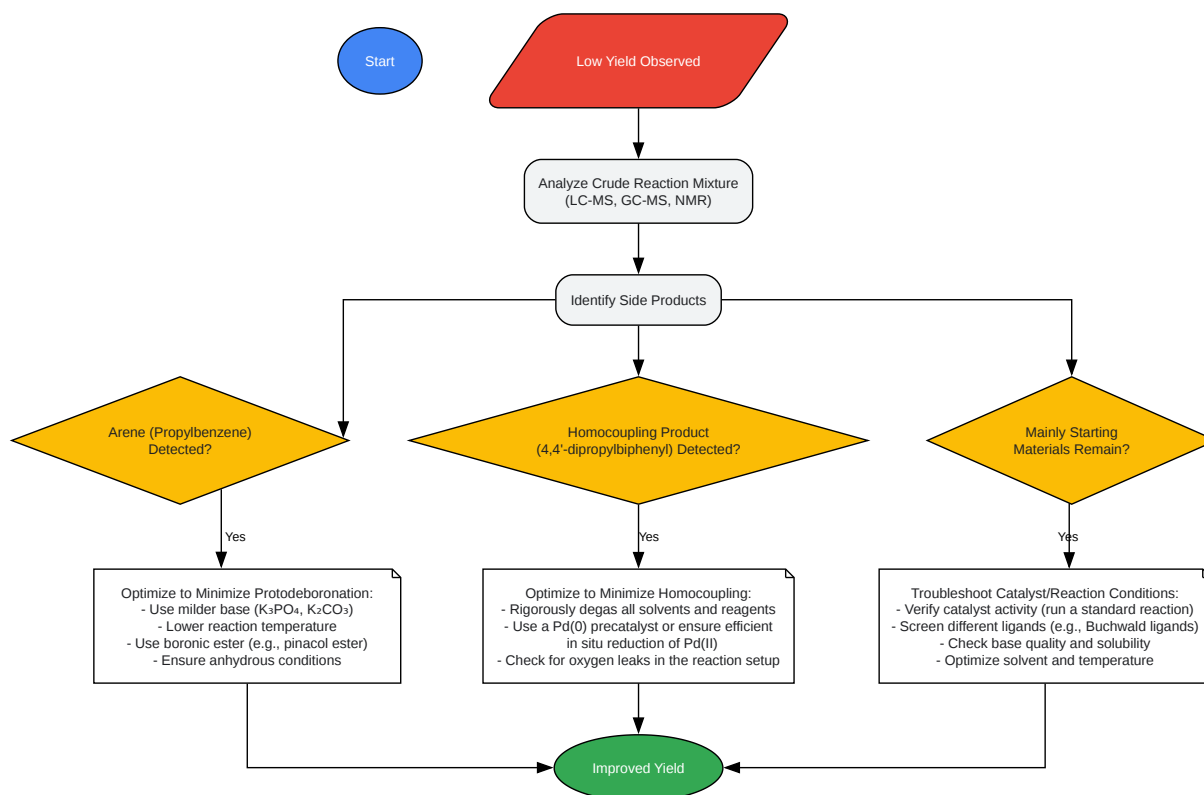 Start
Low Yield Observed
Analyze Crude Reaction Mixture
(LC-MS, GC-MS, NMR)
Identify Side Products
Arene (Propylbenzene)
Detected?
Homocoupling Product
(4,4'-dipropylbiphenyl) Detected?
Mainly Starting
Materials Remain?
Yes
Yes
Yes
Optimize to Minimize Protodeboronation:
- Use milder base (K₃PO₄, K₂CO₃)
- Lower reaction temperature
- Use boronic ester (e.g., pinacol ester)
- Ensure anhydrous conditions
Optimize to Minimize Homocoupling:
- Rigorously degas all solvents and reagents
- Use a Pd(0) precatalyst or ensure efficient
in situ reduction of Pd(II)
- Check for oxygen leaks in the reaction setup
Troubleshoot Catalyst/Reaction Conditions:
- Verify catalyst activity (run a standard reaction)
- Screen different ligands (e.g., Buchwald ligands)
- Check base quality and solubility
- Optimize solvent and temperature
Improved Yield